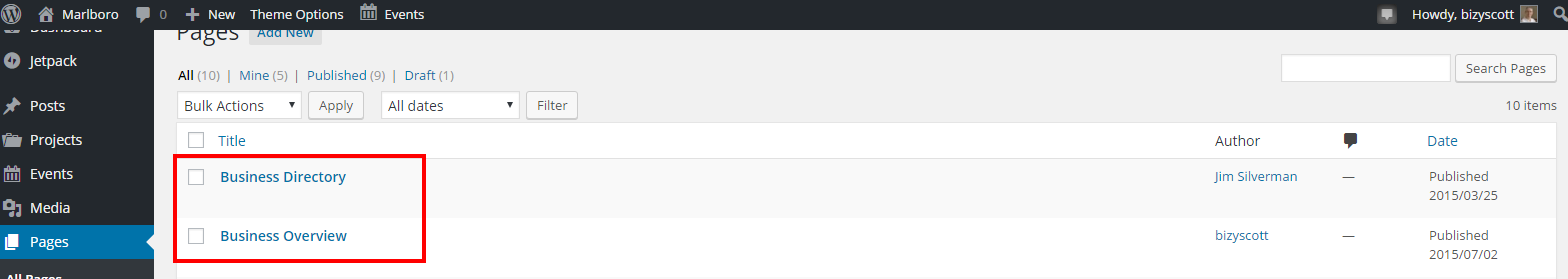 Marlboro 0 New Theme Options Events Howdy, bizyscott
Dashboard
Pages Add New
Jetpack
All (10) | Mine (5) | Published (9) | Draft (1)
Search Pages
Posts
Bulk Actions Apply All dates Filter 10 items
Projects
Title Author Date
Events
Business Directory Jim Silverman — Published
2015/03/25
Media
Pages
Business Overview bizyscott — Published
2015/07/02
All Pages